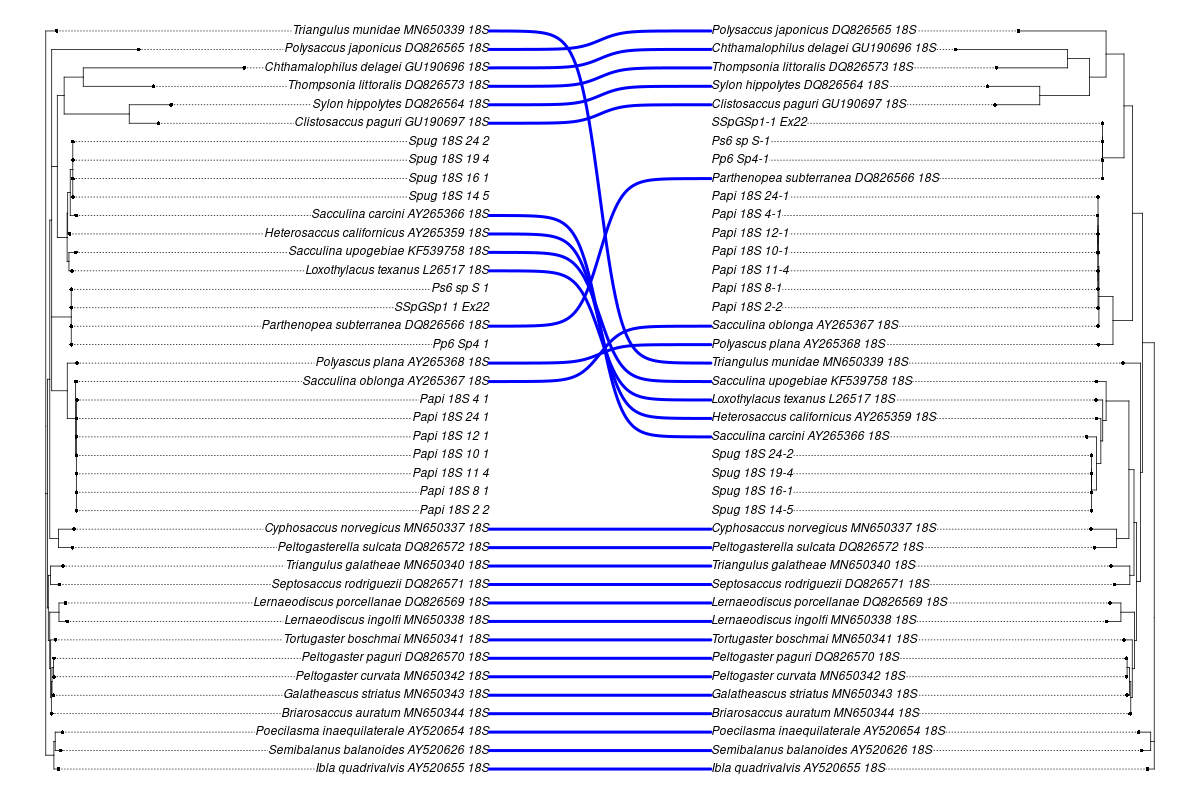 Triangulus munidae MN650339 18S Polysaccus japonicus DQ826565 18S
Polysaccus japonicus DQ826565 18S Chthamalophilus delagei GU190696 18S
Chthamalophilus delagei GU190696 18S Thompsonia littoralis DQ826573 18S
Thompsonia littoralis DQ826573 18S Sylon hippolytes DQ826564 18S
Sylon hippolytes DQ826564 18S Clistosaccus paguri GU190697 18S
Clistosaccus paguri GU190697 18S SSpGSp1-1 Ex22
Spug 18S 24 2 Ps6 sp S-1
Spug 18S 19 4 Pp6 Sp4-1
Spug 18S 16 1 Parthenopea subterranea DQ826566 18S
Spug 18S 14 5 Papi 18S 24-1
Sacculina carcini AY265366 18S Papi 18S 4-1
Heterosaccus californicus AY265359 18S Papi 18S 12-1
Sacculina upogebiae KF539758 18S Papi 18S 10-1
Loxothylacus texanus L26517 18S Papi 18S 11-4
Ps6 sp S 1 Papi 18S 8-1
SSpGSp1 1 Ex22 Papi 18S 2-2
Parthenopea subterranea DQ826566 18S Sacculina oblonga AY265367 18S
Pp6 Sp4 1 Polyascus plana AY265368 18S
Polyascus plana AY265368 18S Triangulus munidae MN650339 18S
Sacculina oblonga AY265367 18S Sacculina upogebiae KF539758 18S
Papi 18S 4 1 Loxothylacus texanus L26517 18S
Papi 18S 24 1 Heterosaccus californicus AY265359 18S
Papi 18S 12 1 Sacculina carcini AY265366 18S
Papi 18S 10 1 Spug 18S 24-2
Papi 18S 11 4 Spug 18S 19-4
Papi 18S 8 1 Spug 18S 16-1
Papi 18S 2 2 Spug 18S 14-5
Cyphosaccus norvegicus MN650337 18S Cyphosaccus norvegicus MN650337 18S
Peltogasterella sulcata DQ826572 18S Peltogasterella sulcata DQ826572 18S
Triangulus galatheae MN650340 18S Triangulus galatheae MN650340 18S
Septosaccus rodriguezii DQ826571 18S Septosaccus rodriguezii DQ826571 18S
Lernaeodiscus porcellanae DQ826569 18S Lernaeodiscus porcellanae DQ826569 18S
Lernaeodiscus ingolfi MN650338 18S Lernaeodiscus ingolfi MN650338 18S
Tortugaster boschmai MN650341 18S Tortugaster boschmai MN650341 18S
Peltogaster paguri DQ826570 18S Peltogaster paguri DQ826570 18S
Peltogaster curvata MN650342 18S Peltogaster curvata MN650342 18S
Galatheascus striatus MN650343 18S Galatheascus striatus MN650343 18S
Briarosaccus auratum MN650344 18S Briarosaccus auratum MN650344 18S
Poecilasma inaequilaterale AY520654 18S Poecilasma inaequilaterale AY520654 18S
Semibalanus balanoides AY520626 18S Semibalanus balanoides AY520626 18S
Ibla quadrivalvis AY520655 18S Ibla quadrivalvis AY520655 18S